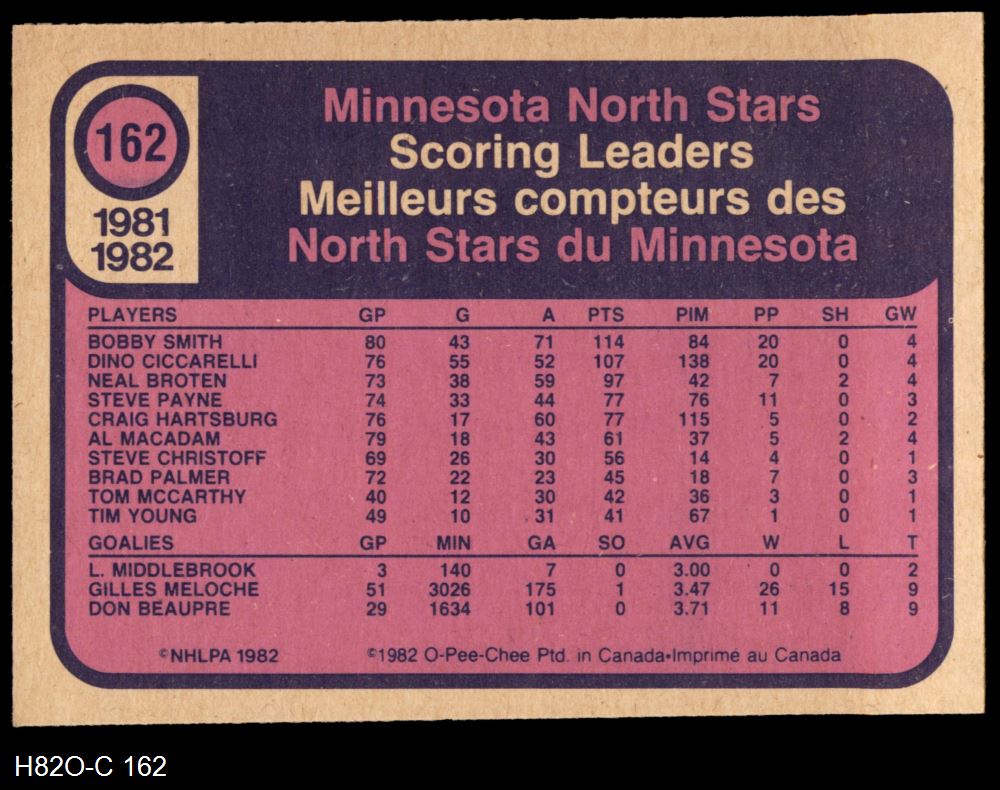 162
1981
1982
Minnesota North Stars
Scoring Leaders
Meilleurs compteurs des
North Stars du Minnesota
PLAYERS GP G A PTS PIM PP SH GW
BOBBY SMITH 80 43 71 114 84 20 0 4
DINO CICCARELLI 76 55 52 107 138 20 0 4
NEAL BROTEN 73 38 59 97 42 7 2 4
STEVE PAYNE 74 33 44 77 76 11 0 3
CRAIG HARTSBURG 76 17 60 77 115 5 0 2
AL MACADAM 79 18 43 61 37 5 2 4
STEVE CHRISTOFF 69 26 30 56 14 4 0 1
BRAD PALMER 72 22 23 45 18 7 0 3
TOM MCCARTHY 40 12 30 42 36 3 0 1
TIM YOUNG 49 10 31 41 67 1 0 1
GOALIES GP MIN GA SO AVG W L T
L. MIDDLEBROOK 3 140 7 0 3.00 0 0 2
GILLES MELOCHE 51 3026 175 1 3.47 26 15 9
DON BEAUPRE 29 1634 101 0 3.71 11 8 9
©NHLPA 1982 ©1982 O-Pee-Chee Ptd. in Canada•Imprimé au Canada
H82O-C 162